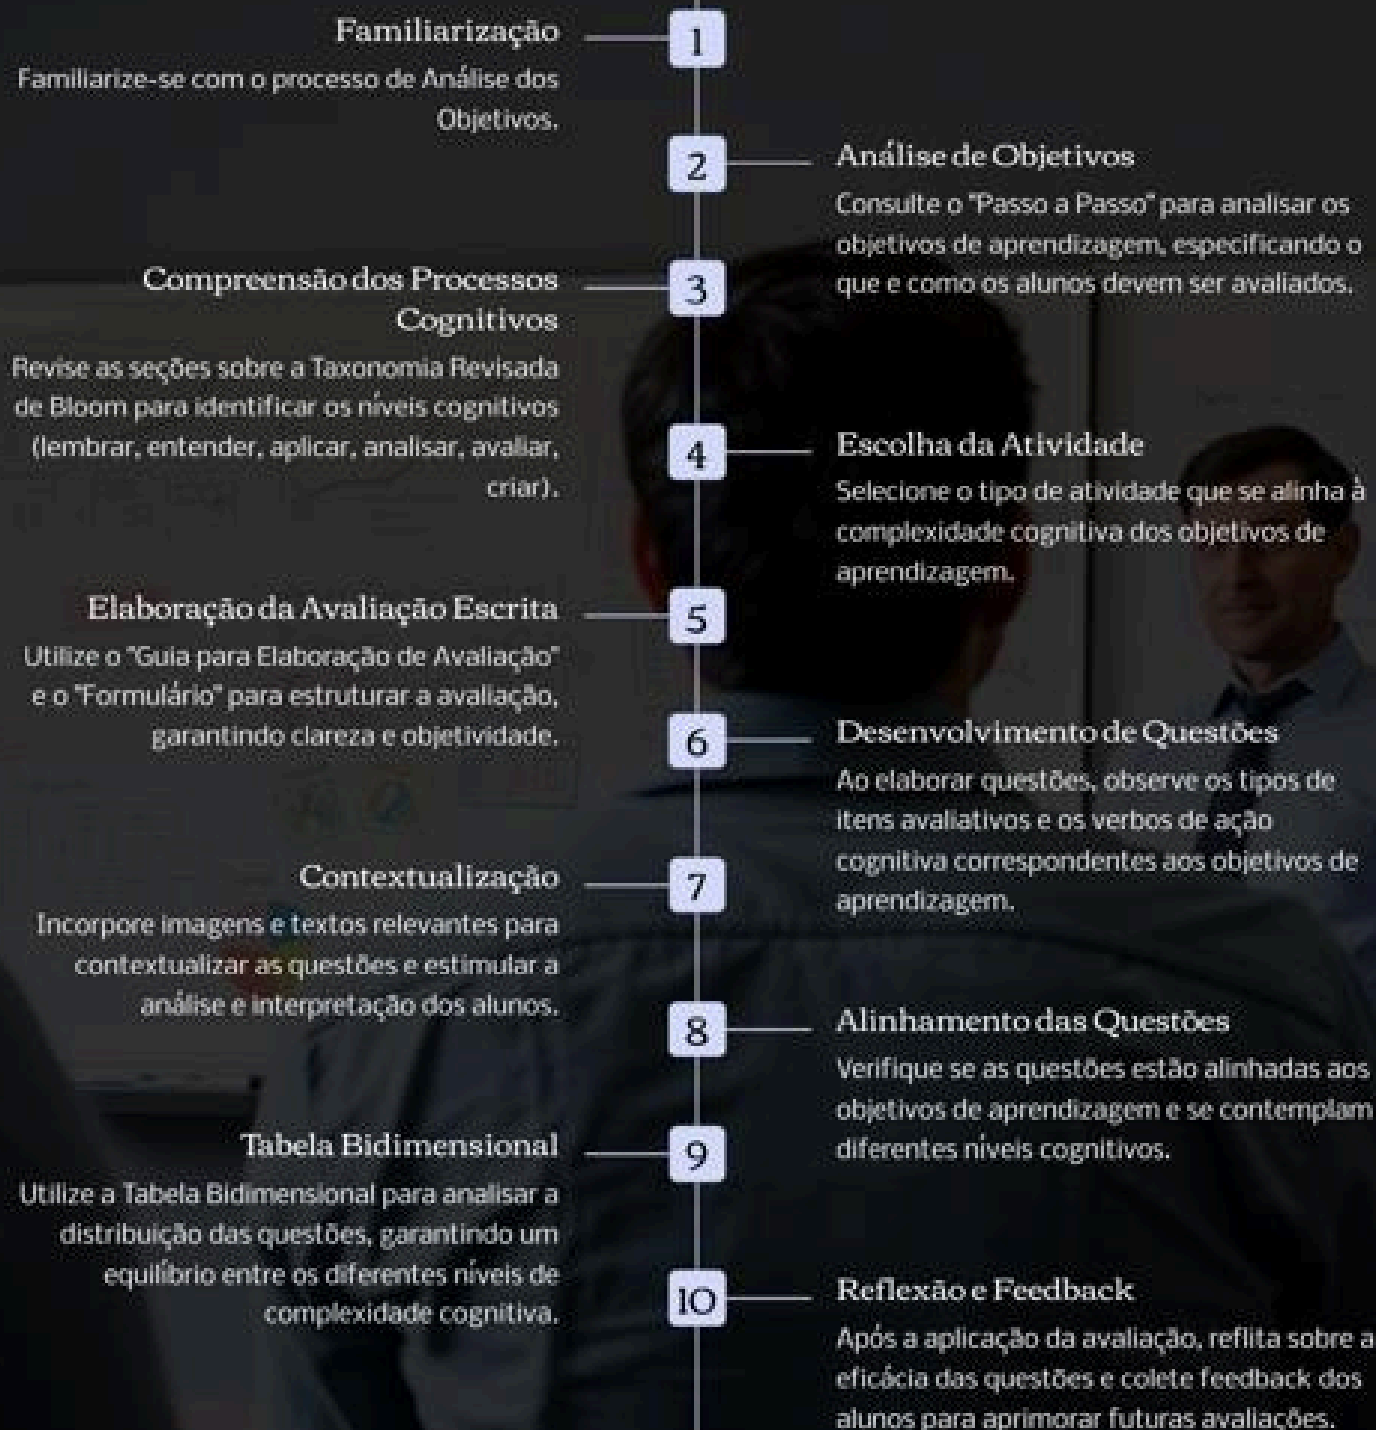 Familiarização
1
Familiarize-se com o processo de Análise dos
Objetivos.
2
Análise de Objetivos
Consulte o "Passo a Passo" para analisar os
objetivos de aprendizagem, especificando o
que e como os alunos devem ser avaliados.
Compreensão dos Processos
Cognitivos
3
Revise as seções sobre a Taxonomia Revisada
de Bloom para identificar os níveis cognitivos
(lembrar, entender, aplicar, analisar, avaliar,
criar).
4
Escolha da Atividade
Selecione o tipo de atividade que se alinha à
complexidade cognitiva dos objetivos de
aprendizagem.
Elaboração da Avaliação Escrita
5
Utilize o "Guia para Elaboração de Avaliação"
e o "Formulário" para estruturar a avaliação,
garantindo clareza e objetividade.
6
Desenvolvimento de Questões
Ao elaborar questões, observe os tipos de
itens avaliativos e os verbos de ação
cognitiva correspondentes aos objetivos de
aprendizagem.
Contextualização
7
Incorpore imagens e textos relevantes para
contextualizar as questões e estimular a
análise e interpretação dos alunos.
8
Alinhamento das Questões
Verifique se as questões estão alinhadas aos
objetivos de aprendizagem e se contemplam
diferentes níveis cognitivos.
Tabela Bidimensional
9
Utilize a Tabela Bidimensional para analisar a
distribuição das questões, garantindo um
equilíbrio entre os diferentes níveis de
complexidade cognitiva.
10
Reflexão e Feedback
Após a aplicação da avaliação, reflita sobre a
eficácia das questões e colete feedback dos
alunos para aprimorar futuras avaliações.